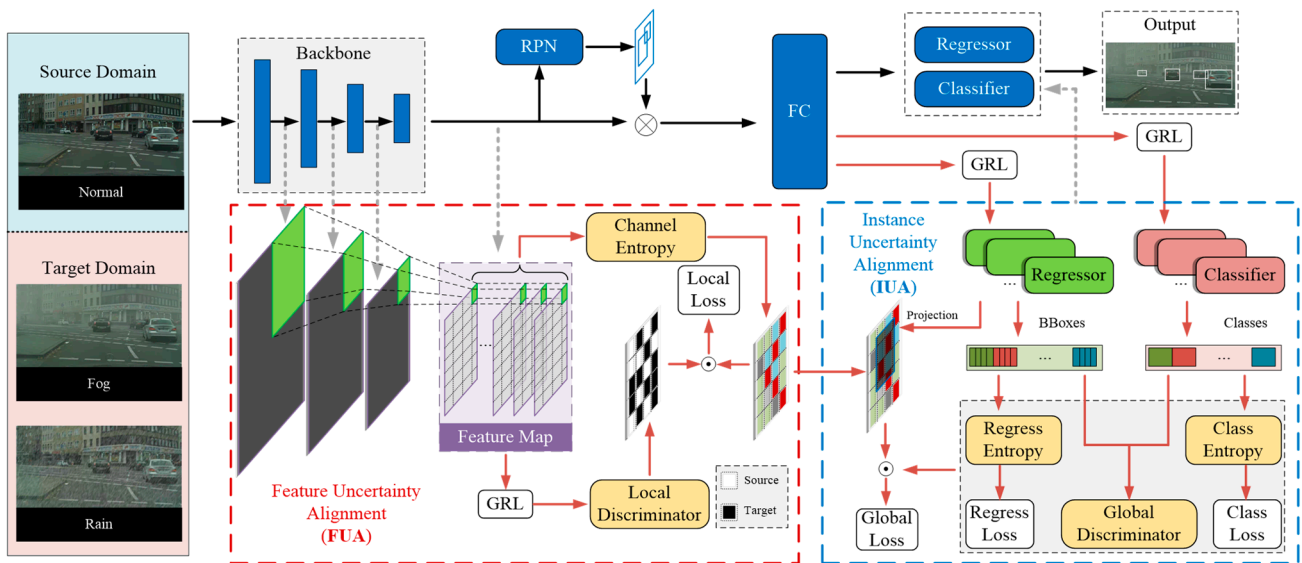 Source Domain
Normal
Target Domain
Fog
Rain
Backbone
RPN
FC
Regressor
Classifier
Output
GRL
GRL
Feature Uncertainty
Alignment
(FUA)
Feature Map
...
GRL
Channel
Entropy
Local
Loss
Local
Discriminator
Source
Target
Instance
Uncertainty
Alignment
(IUA)
Projection
Regressor
...
Classifier
...
BBoxes
Classes
...
...
Regress
Entropy
Class
Entropy
Global
Loss
Regress
Loss
Global
Discriminator
Class
Loss